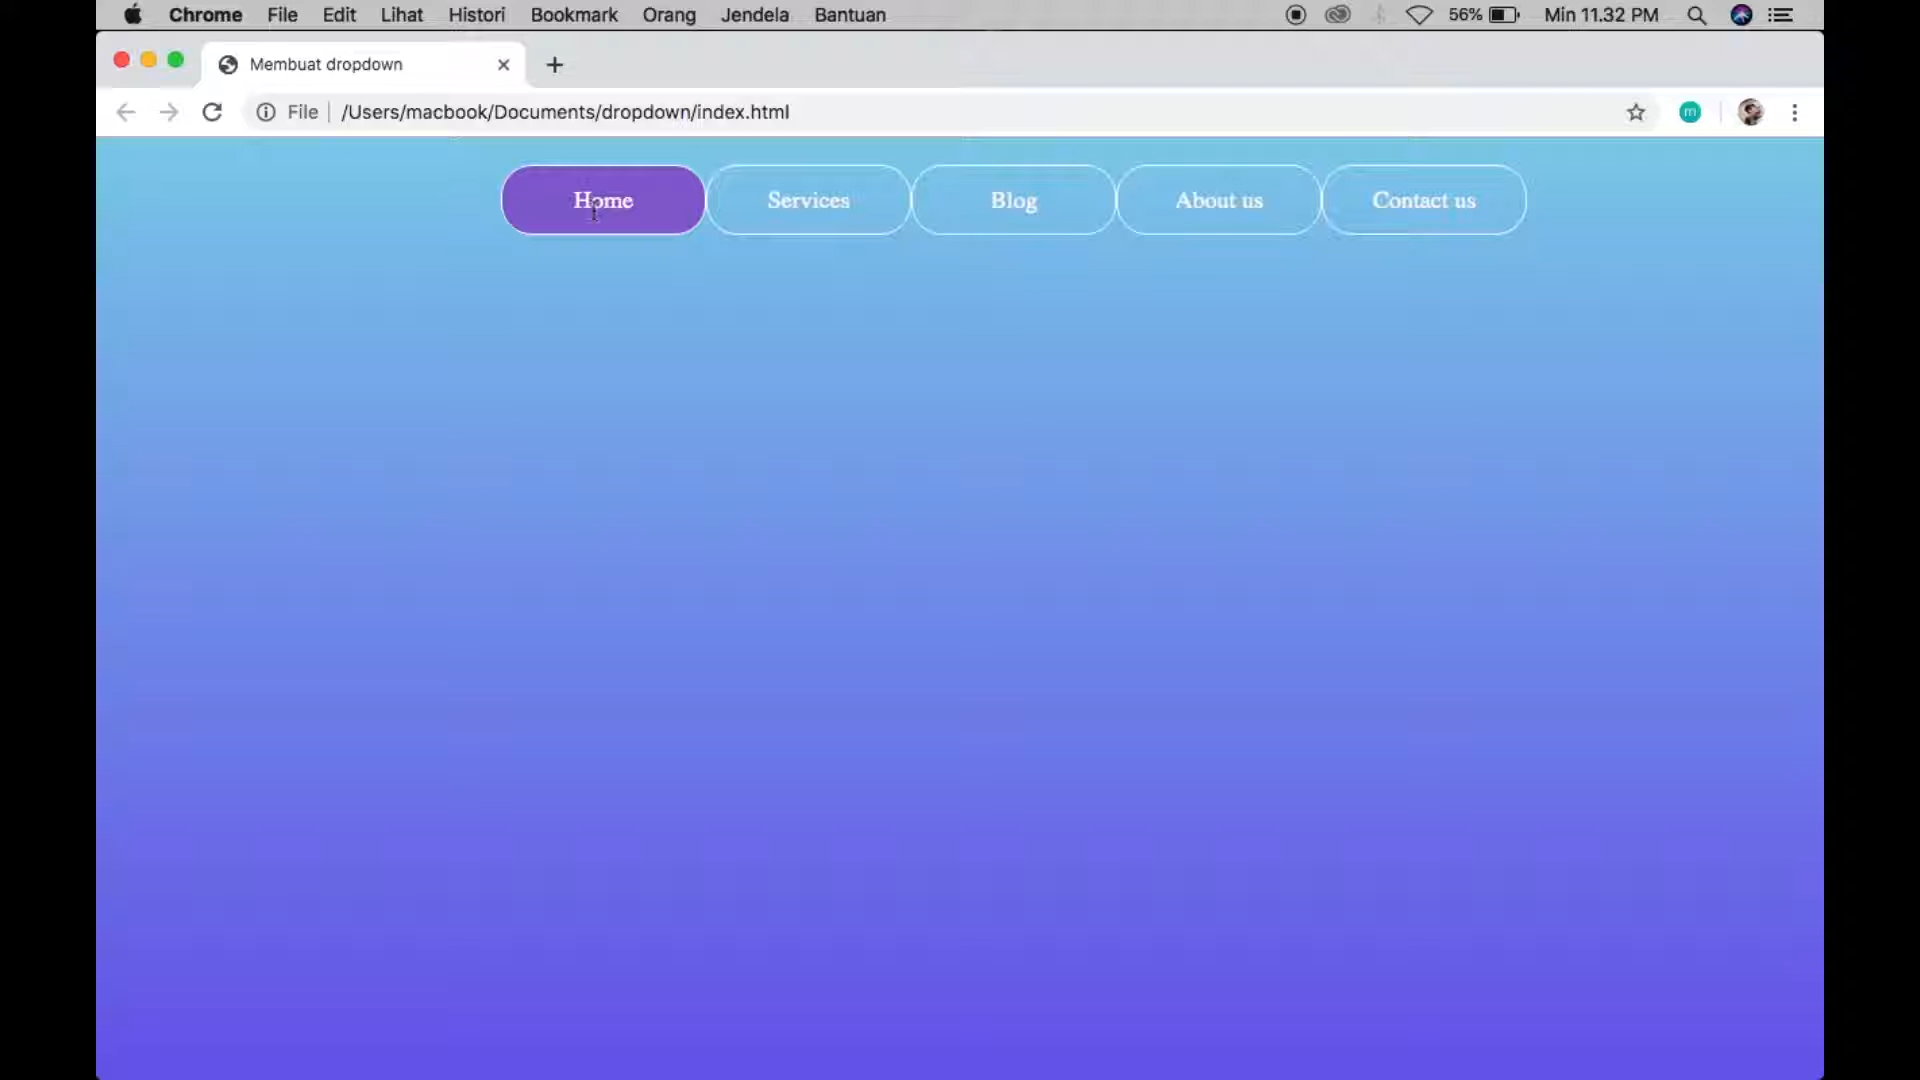 Chrome File Edit Lihat Histori Bookmark Orang Jendela Bantuan 56% Min 11.32 PM
Membuat dropdown
File /Users/macbook/Documents/dropdown/index.html m
Home Services Blog About us Contact us